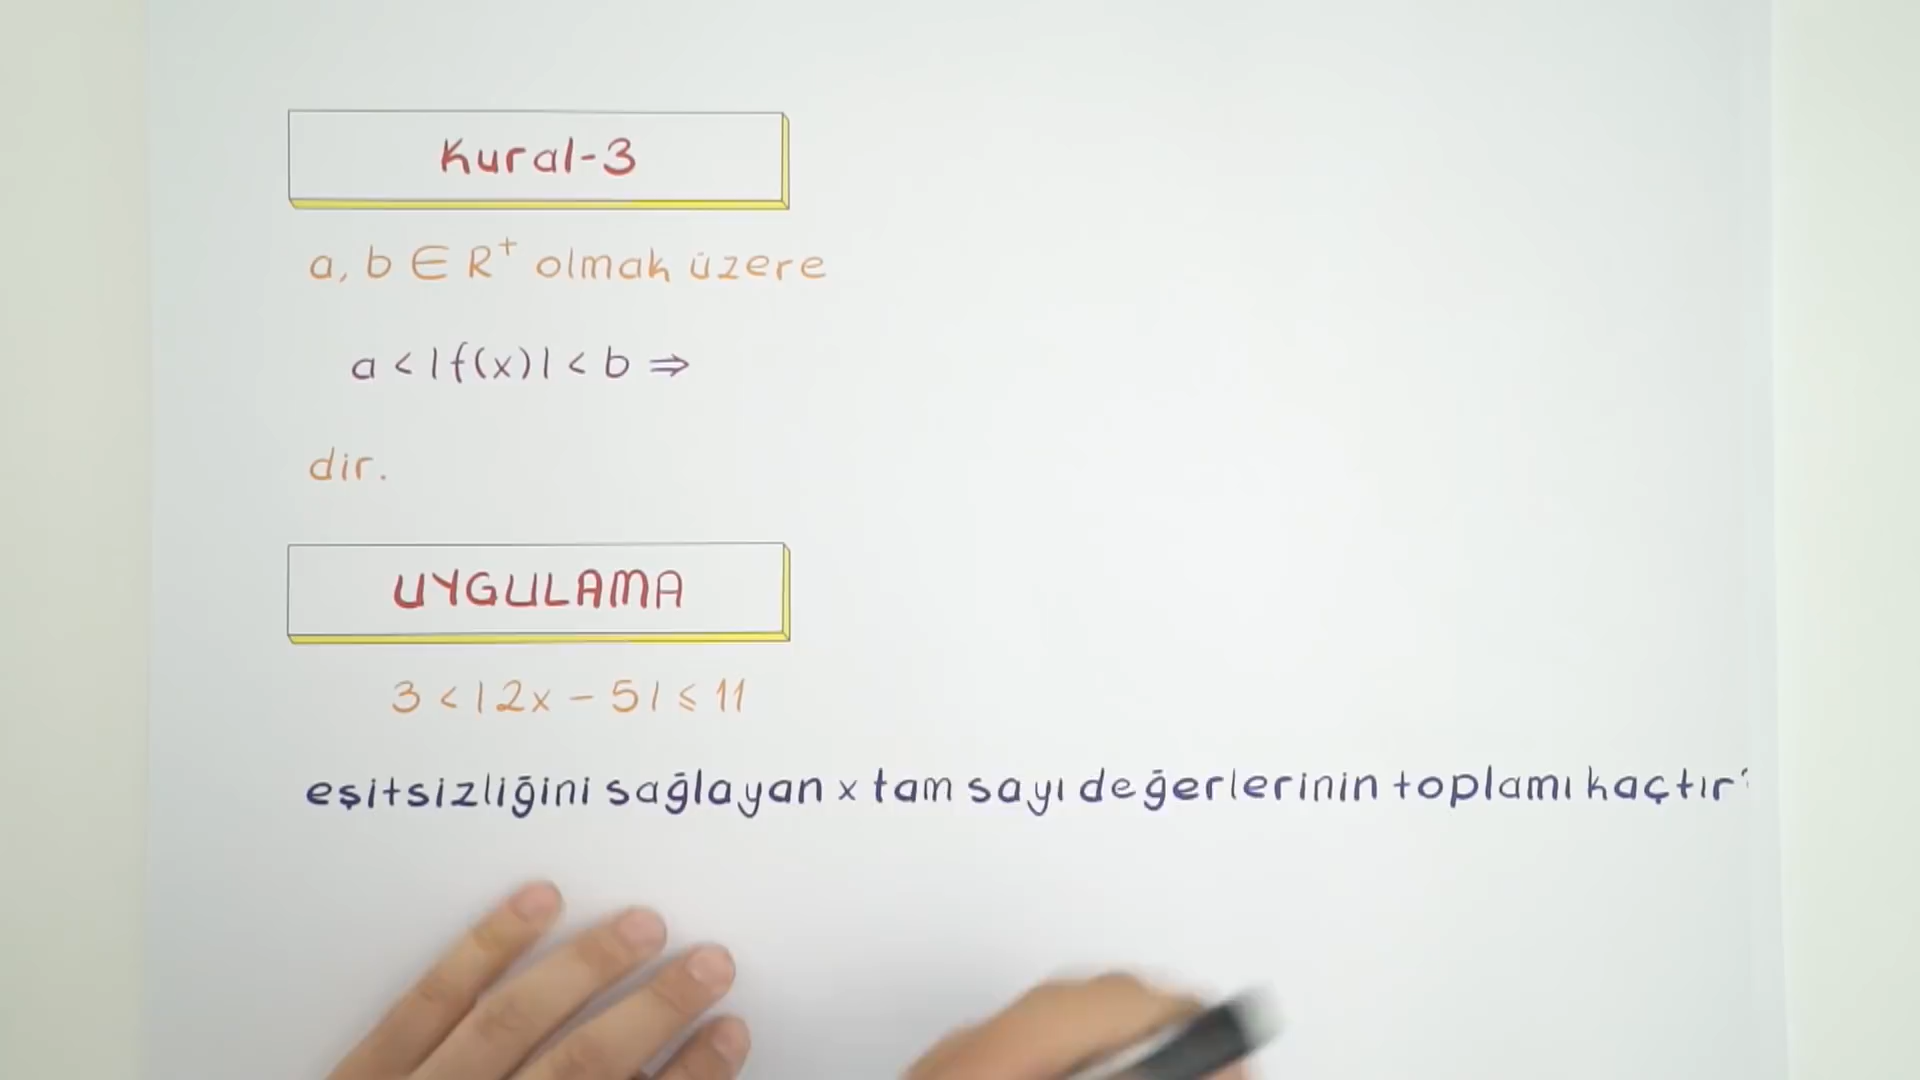 Kural-3
a, b ∈ R⁺ olmak üzere
a < |f(x)| < b ⇒
dir.
UYGULAMA
3 < |2x - 5| ≤ 11
eşitsizliğini sağlayan x tam sayı değerlerinin toplamı kaçtır?